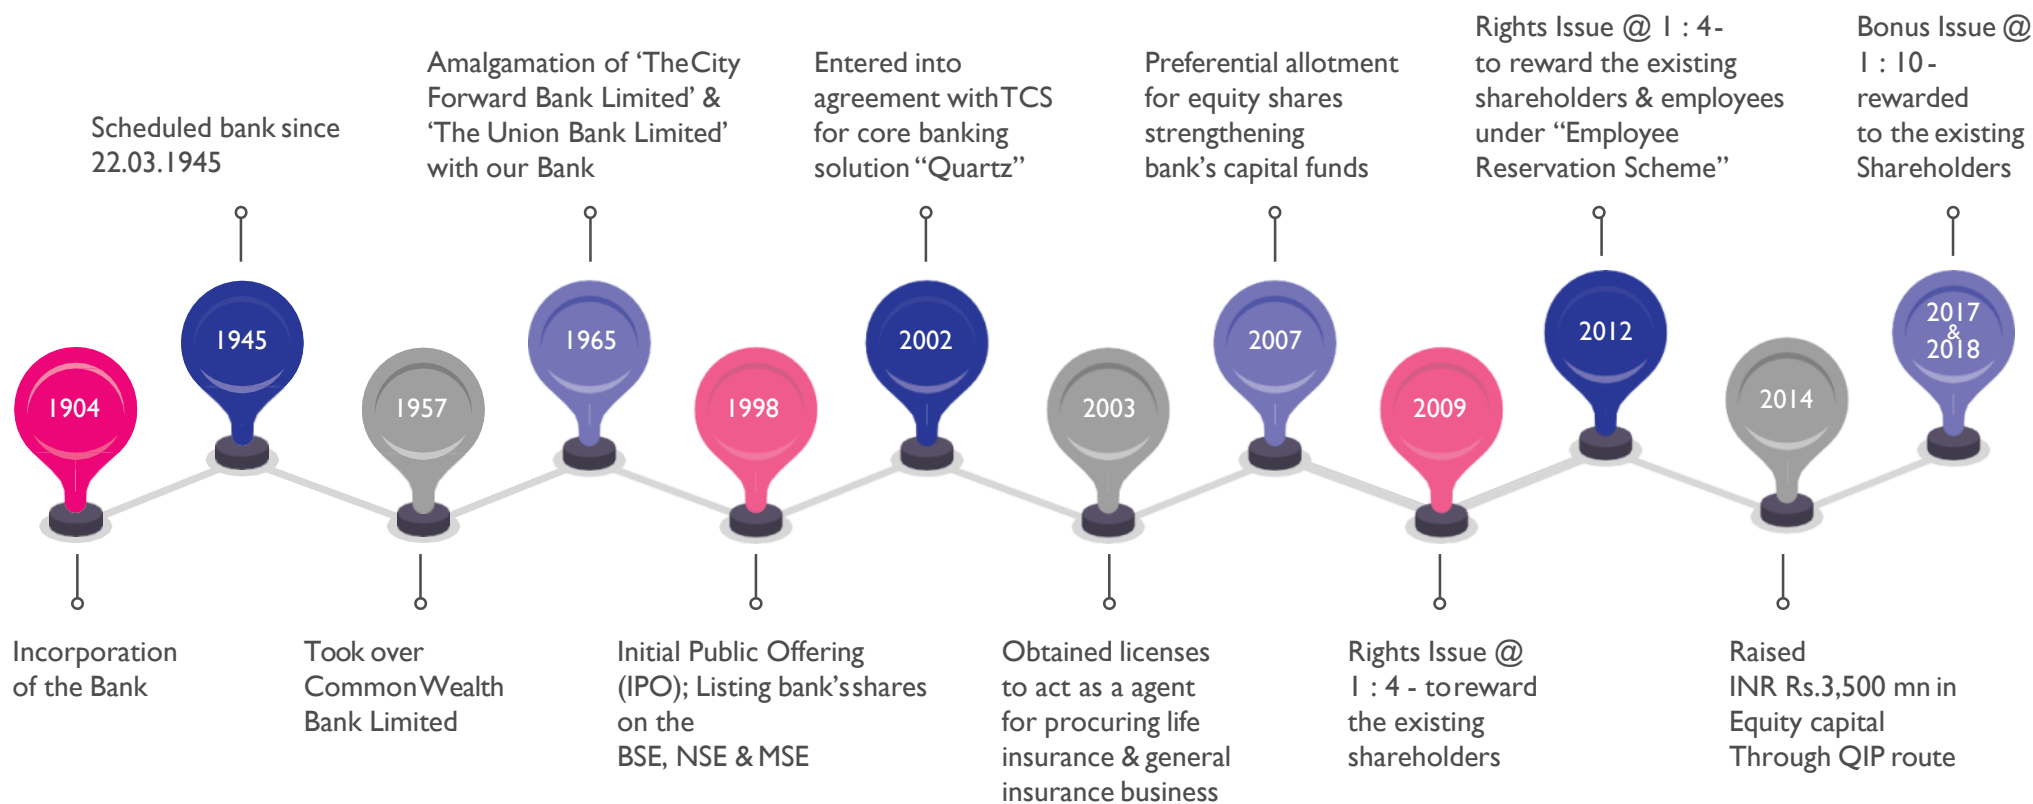 Scheduled bank since
22.03.1945
Amalgamation of ‘The City
Forward Bank Limited’ &
‘The Union Bank Limited’
with our Bank
Entered into
agreement with TCS
for core banking
solution “Quartz”
Preferential allotment
for equity shares
strengthening
bank’s capital funds
Rights Issue @ 1 : 4 -
to reward the existing
shareholders & employees
under “Employee
Reservation Scheme”
Bonus Issue @
1 : 10 -
rewarded
to the existing
Shareholders
1904
1945
1957
1965
1998
2002
2003
2007
2009
2012
2014
2017
&
2018
Incorporation
of the Bank
Took over
Common Wealth
Bank Limited
Initial Public Offering
(IPO); Listing bank’s shares
on the
BSE, NSE & MSE
Obtained licenses
to act as a agent
for procuring life
insurance & general
insurance business
Rights Issue @
1 : 4 - to reward
the existing
shareholders
Raised
INR Rs.3,500 mn in
Equity capital
Through QIP route